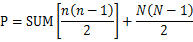 P = SUM [n(n − 1)/2] + N(N − 1)/2